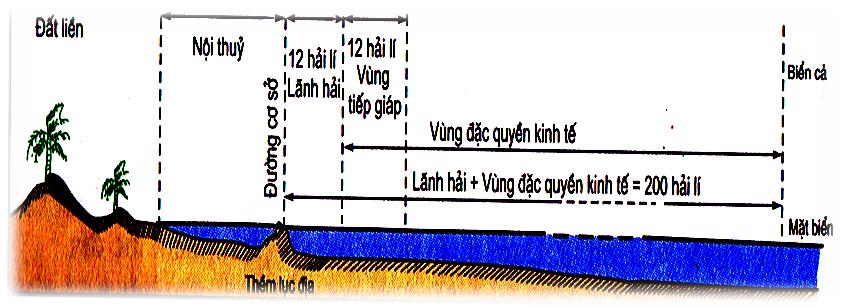 Đất liền
Nội thuỷ
12 hải lí
Lãnh hải
12 hải lí
Vùng
tiếp giáp
Biển cả
Đường cơ sở
Vùng đặc quyền kinh tế
Lãnh hải + Vùng đặc quyền kinh tế = 200 hải lí
Mặt biển
Thềm lục địa